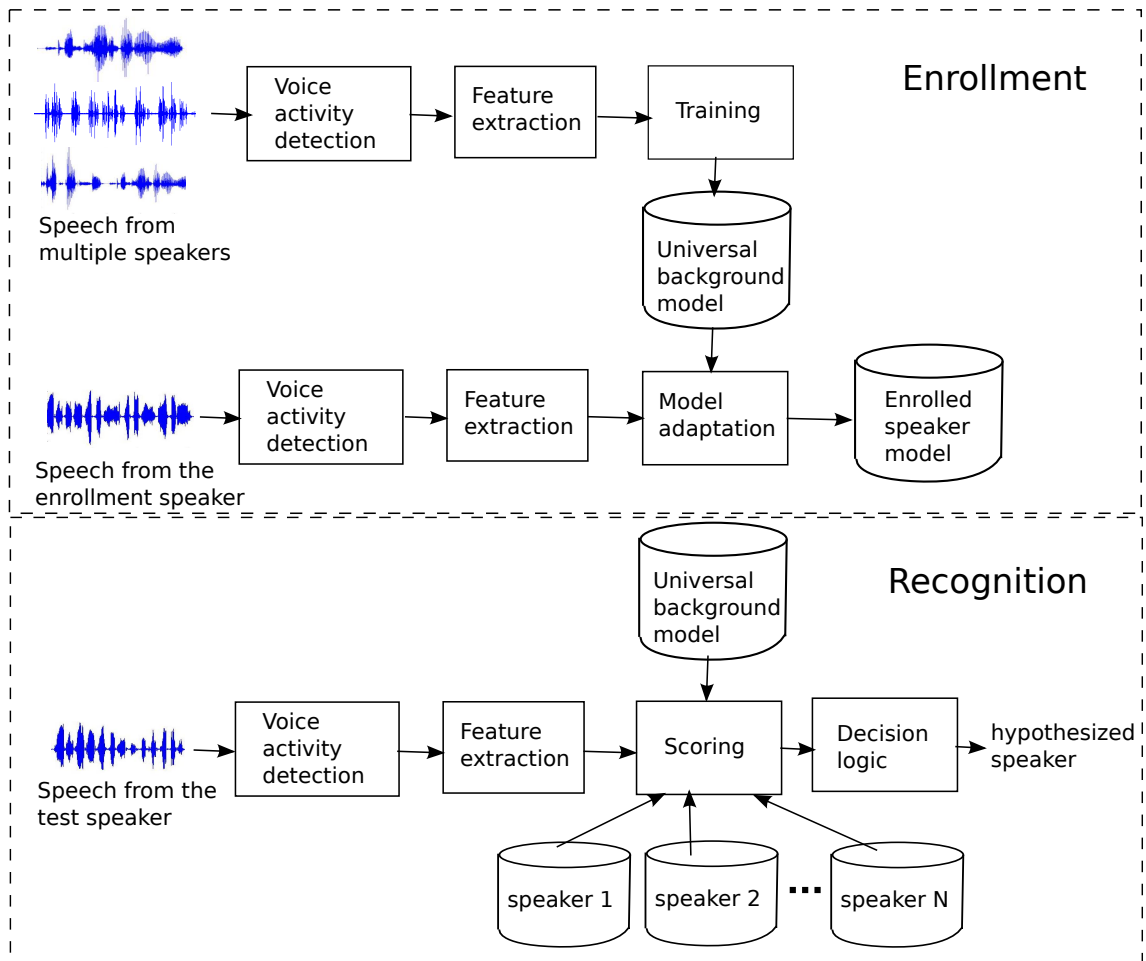 Enrollment
Voice
activity
detection
Feature
extraction
Training
Speech from
multiple speakers
Universal
background
model
Voice
activity
detection
Feature
extraction
Model
adaptation
Enrolled
speaker
model
Speech from the
enrollment speaker
Recognition
Universal
background
model
Voice
activity
detection
Feature
extraction
Scoring
Decision
logic
hypothesized
speaker
Speech from the
test speaker
speaker 1
speaker 2
...
speaker N